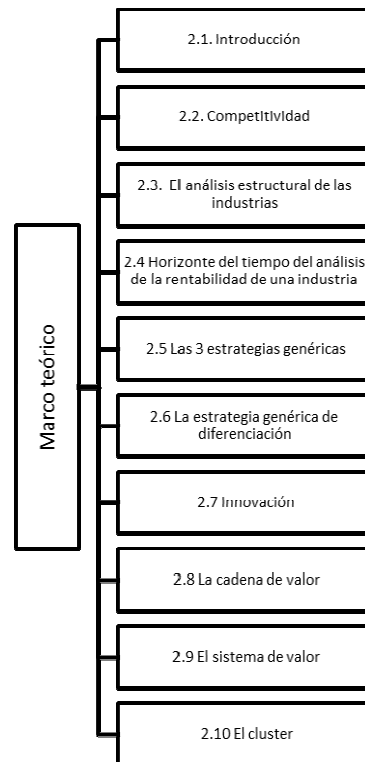 Marco teórico
2.1. Introducción
2.2. Competitividad
2.3. El análisis estructural de las
industrias
2.4 Horizonte del tiempo del análisis
de la rentabilidad de una industria
2.5 Las 3 estrategias genéricas
2.6 La estrategia genérica de
diferenciación
2.7 Innovación
2.8 La cadena de valor
2.9 El sistema de valor
2.10 El cluster